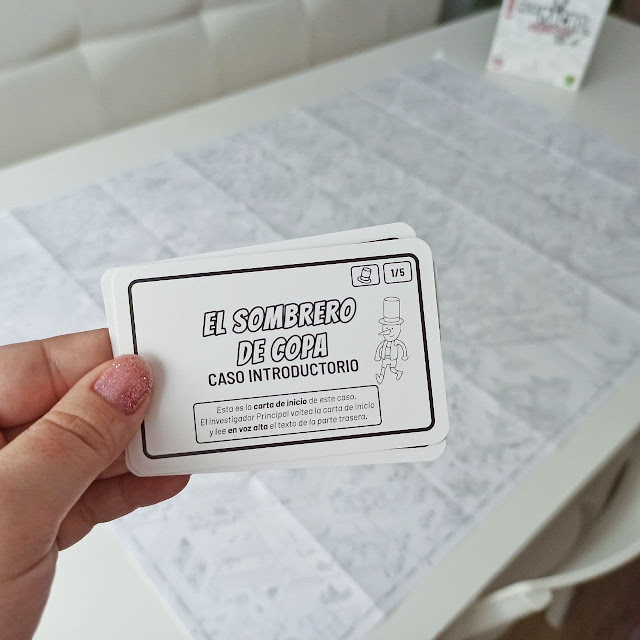 1/5
EL SOMBRERO
DE COPA
CASO INTRODUCTORIO
Esta es la carta de inicio de este caso.
El Investigador Principal voltea la carta de inicio
y lee en voz alta el texto de la parte trasera.